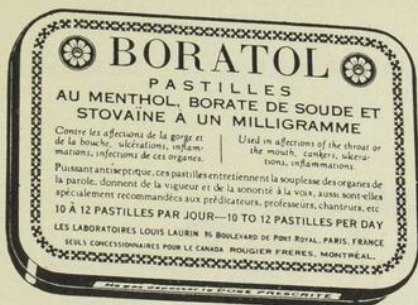 BORATOL
PASTILLES
AU MENTHOL, BORATE DE SOUDE ET
STOVAÏNE À UN MILLIGRAMME
Contre les affections de la gorge et
de la bouche, ulcérations, inflam-
mations, infections de ces organes.
Used in affections of the throat or
the mouth, cankers, ulcera-
tions, inflammations.
Puissant antiseptique, ces pastilles entretiennent la souplesse des organes de
la parole, donnent de la vigueur et de la sonorité à la voix, aussi sont-elles
spécialement recommandées aux prédicateurs, professeurs, chanteurs, etc
10 À 12 PASTILLES PAR JOUR—10 TO 12 PASTILLES PER DAY
LES LABORATOIRES LOUIS LAURIN 86 BOULEVARD DE PONT ROYAL, PARIS, FRANCE
SEULS CONCESSIONNAIRES POUR LE CANADA ROUGIER FRÈRES, MONTRÉAL.
DOSE PRESCRITE